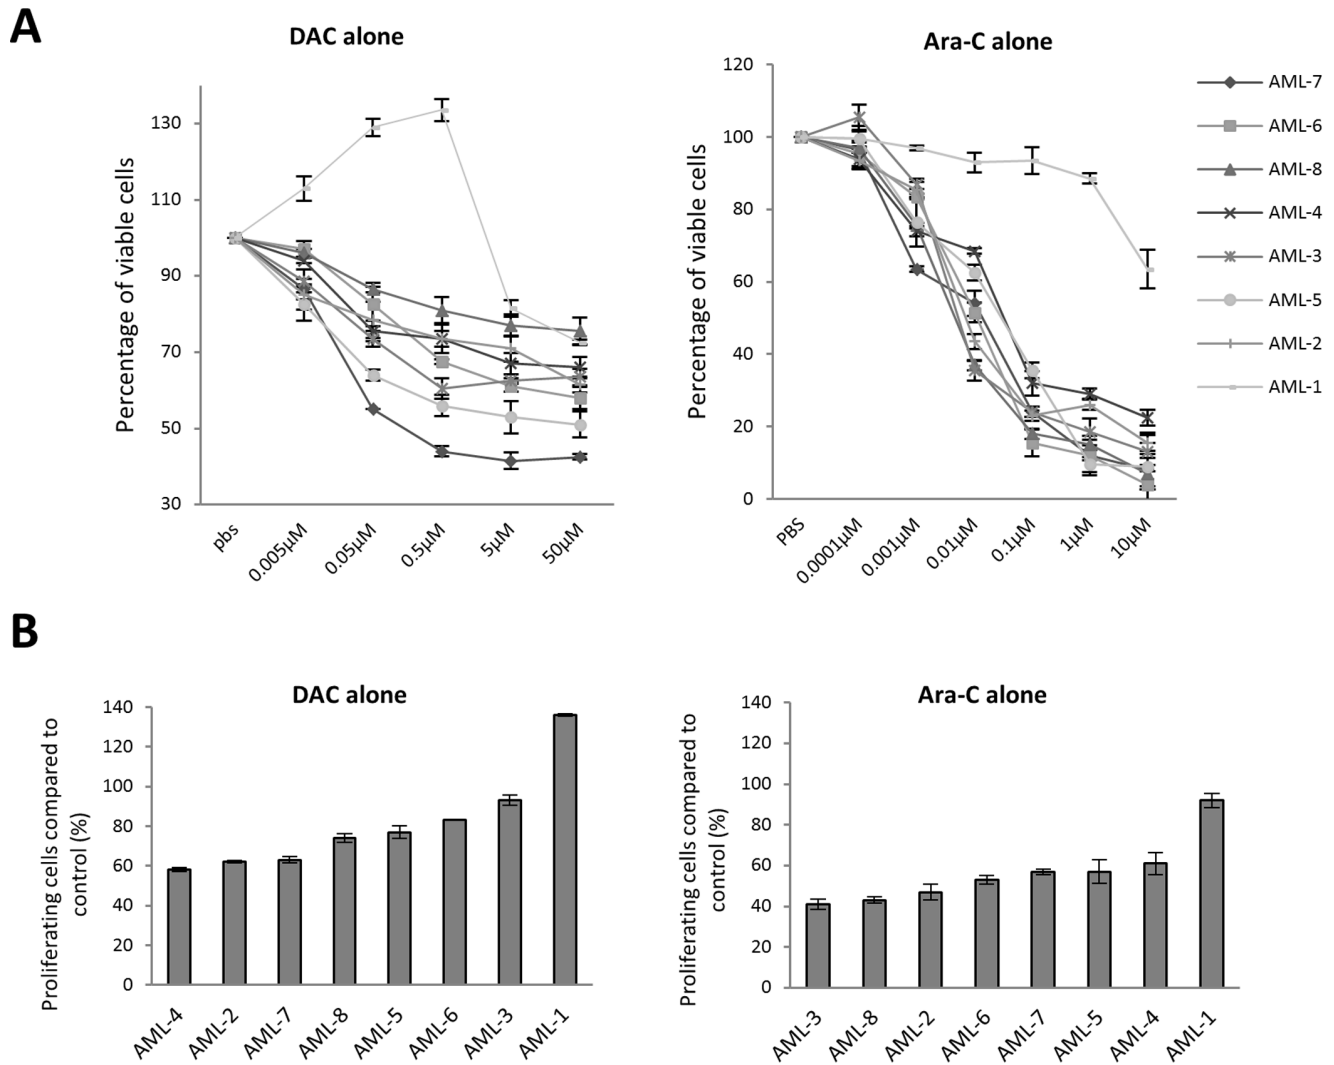 A
DAC alone
Percentage of viable cells
130
110
90
70
50
30
pbs
0.005µM
0.05µM
0.5µM
5µM
50µM
Ara-C alone
Percentage of viable cells
120
100
80
60
40
20
0
PBS
0.0001µM
0.001µM
0.01µM
0.1µM
1µM
10µM
AML-7
AML-6
AML-8
AML-4
AML-3
AML-5
AML-2
AML-1
B
DAC alone
Proliferating cells compared to
control (%)
140
120
100
80
60
40
20
0
AML-4
AML-2
AML-7
AML-8
AML-5
AML-6
AML-3
AML-1
Ara-C alone
Proliferating cells compared to
control (%)
140
120
100
80
60
40
20
0
AML-3
AML-8
AML-2
AML-6
AML-7
AML-5
AML-4
AML-1